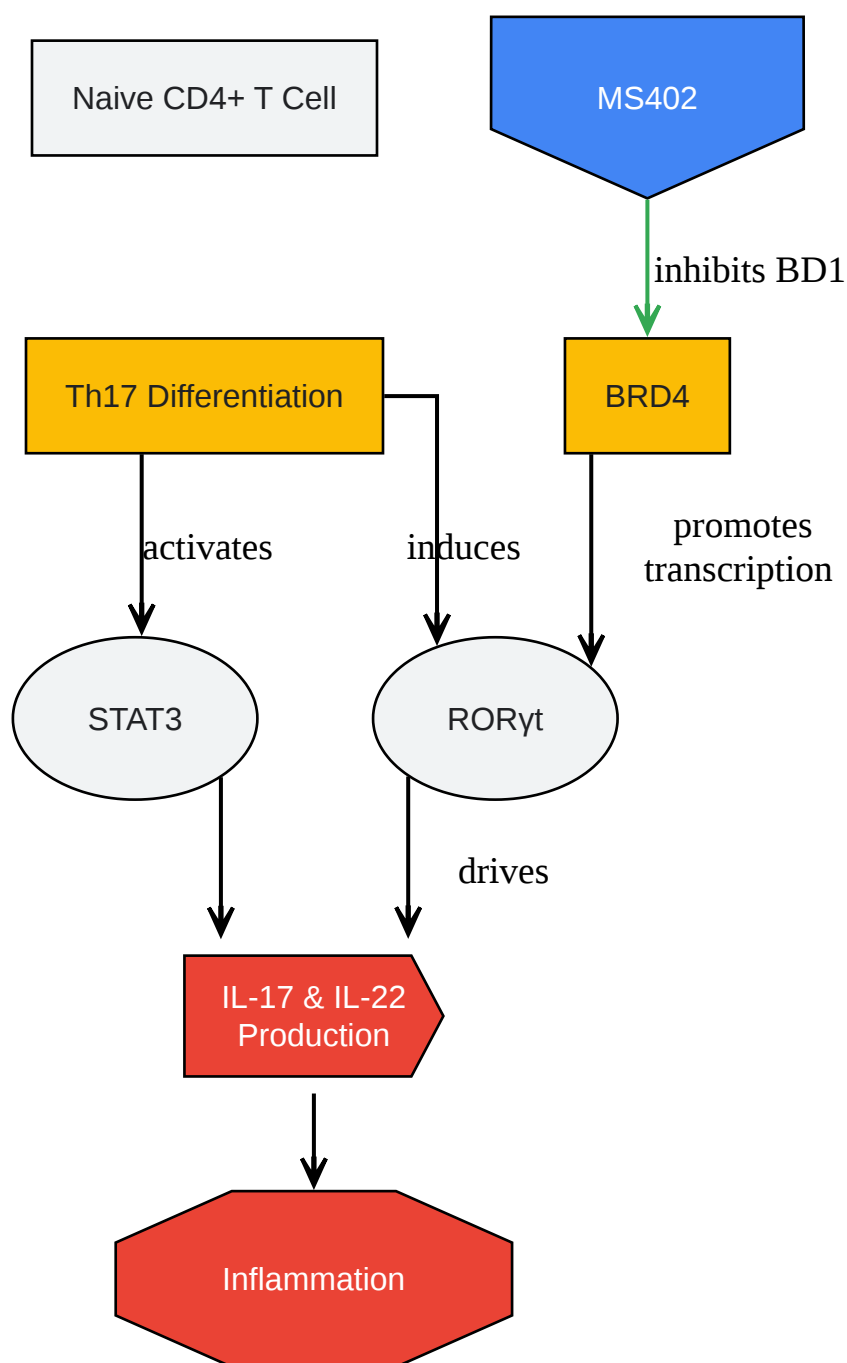 Naive CD4+ T Cell
MS402
inhibits BD1
Th17 Differentiation
BRD4
activates
induces
promotes
transcription
STAT3
RORγt
drives
IL-17 & IL-22
Production
Inflammation